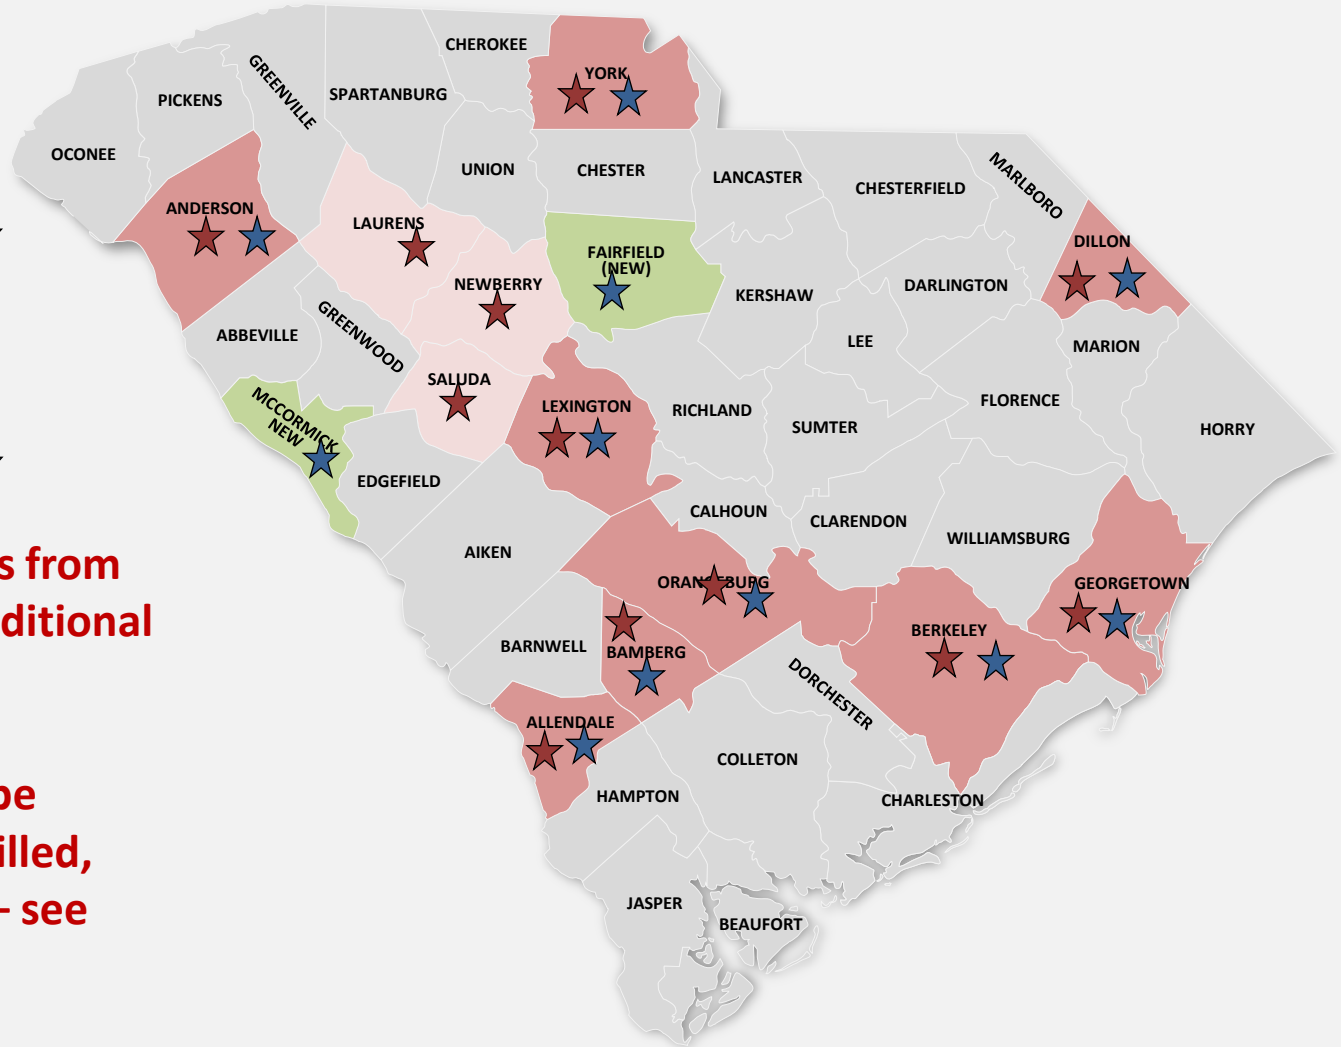 CHEROKEE
YORK
GREENVILLE
SPARTANBURG
PICKENS
OCONEE
UNION
CHESTER
LANCASTER
CHESTERFIELD
MARLBORO
ANDERSON
LAURENS
FAIRFIELD
(NEW)
DILLON
NEWBERRY
KERSHAW
DARLINGTON
ABBEVILLE
GREENWOOD
LEE
MARION
SALUDA
MCCORMICK
NEW
LEXINGTON
RICHLAND
SUMTER
FLORENCE
HORRY
EDGEFIELD
CALHOUN
CLARENDON
WILLIAMSBURG
AIKEN
s from
ditional
ORANGEBURG
GEORGETOWN
BARNWELL
BAMBERG
BERKELEY
DORCHESTER
ALLENDALE
COLLETON
HAMPTON
CHARLESTON
be
illed,
– see
JASPER
BEAUFORT